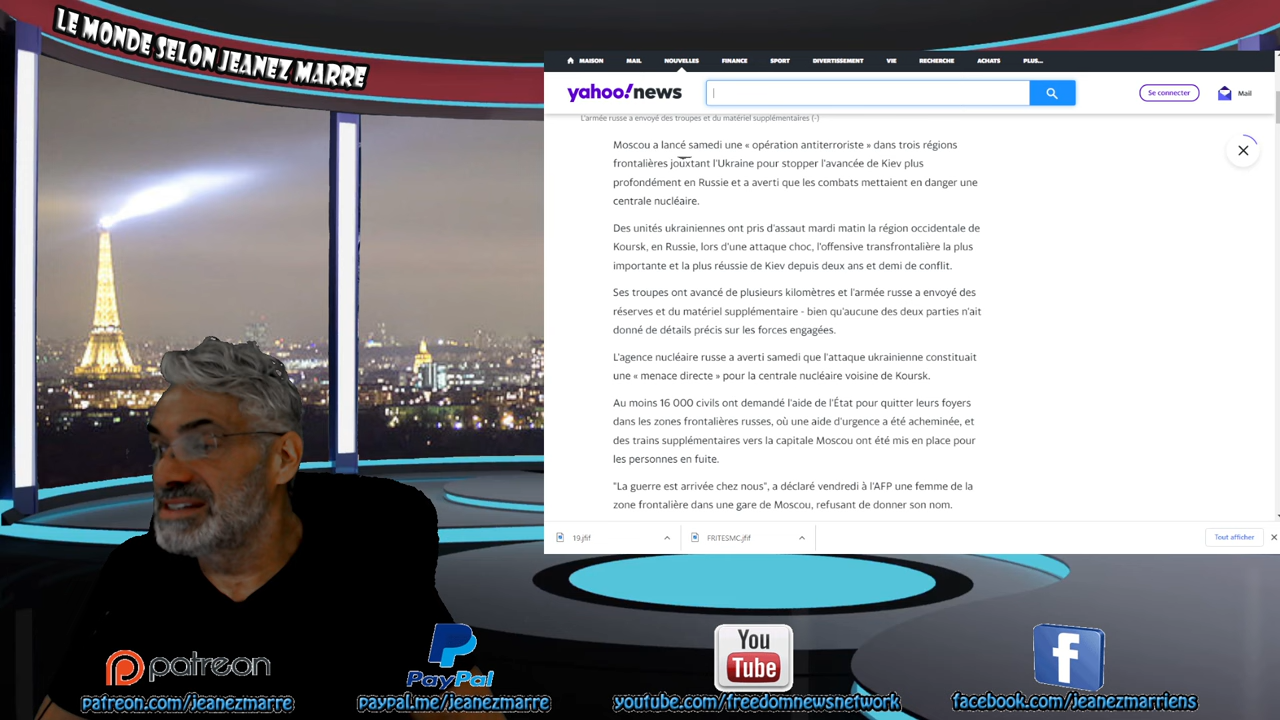 LE MONDE SELON JEANEZ MARRE
MAISON MAIL NOUVELLES FINANCE SPORT DIVERTISSEMENT VIE RECHERCHE ACHATS PLUS...
yahoo!news
Se connecter
Mail
L'armée russe a envoyé des troupes et du matériel supplémentaires (-)
Moscou a lancé samedi une « opération antiterroriste » dans trois régions
frontalières jouxtant l'Ukraine pour stopper l'avancée de Kiev plus
profondément en Russie et a averti que les combats mettaient en danger une
centrale nucléaire.
Des unités ukrainiennes ont pris d'assaut mardi matin la région occidentale de
Koursk, en Russie, lors d'une attaque choc, l'offensive transfrontalière la plus
importante et la plus réussie de Kiev depuis deux ans et demi de conflit.
Ses troupes ont avancé de plusieurs kilomètres et l'armée russe a envoyé des
réserves et du matériel supplémentaire - bien qu'aucune des deux parties n'ait
donné de détails précis sur les forces engagées.
L'agence nucléaire russe a averti samedi que l'attaque ukrainienne constituait
une « menace directe » pour la centrale nucléaire voisine de Koursk.
Au moins 16 000 civils ont demandé l'aide de l'État pour quitter leurs foyers
dans les zones frontalières russes, où une aide d'urgence a été acheminée, et
des trains supplémentaires vers la capitale Moscou ont été mis en place pour
les personnes en fuite.
"La guerre est arrivée chez nous", a déclaré vendredi à l'AFP une femme de la
zone frontalière dans une gare de Moscou, refusant de donner son nom.
19.jfif
FRITESMC.jfif
Tout afficher
patreon
PayPal
You
Tube
patreon.com/jeanezmarre
paypal.me/jeanezmarre
youtube.com/freedomnewsnetwork
facebook.com/jeanezmarriens